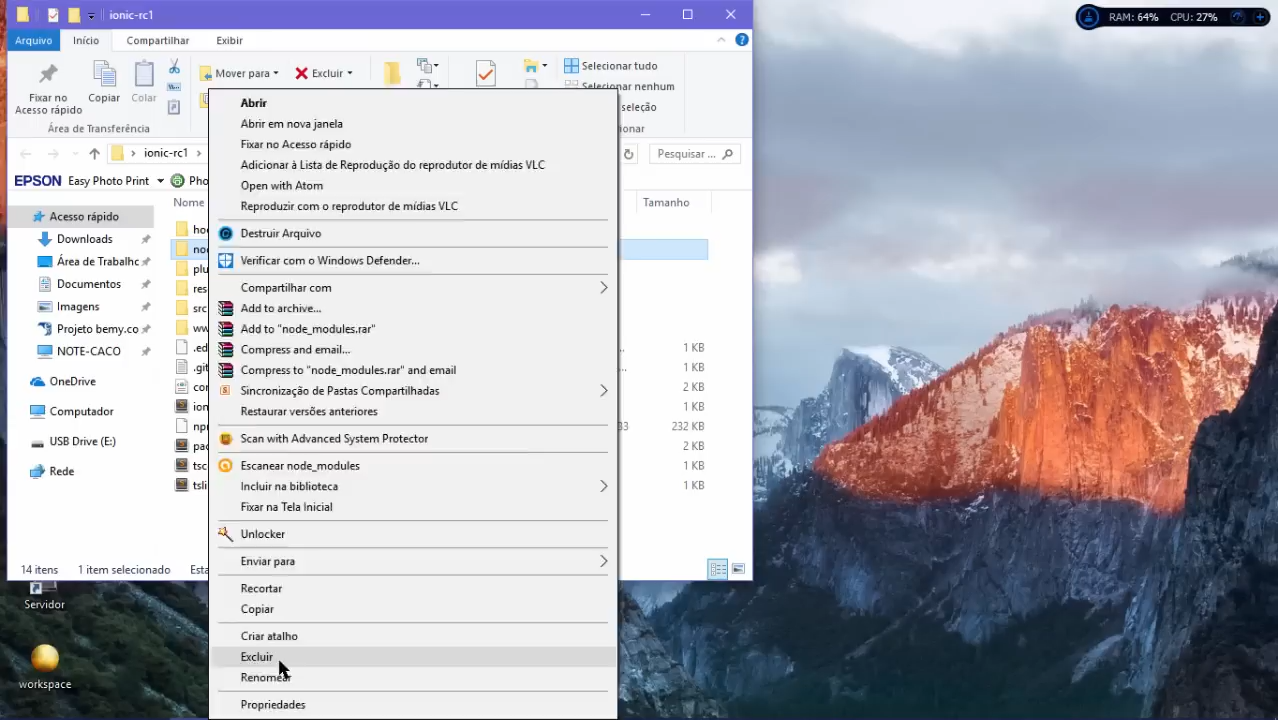 ionic-rc1
RAM: 64% CPU: 27%
Arquivo Início Compartilhar Exibir
Fixar no
Acesso rápido
Copiar
Colar
Mover para
Excluir
Selecionar tudo
Selecionar nenhum
Área de Transferência
ionic-rc1
Pesquisar ...
EPSON Easy Photo Print
Nome
Tamanho
Acesso rápido
Downloads
Documentos
Imagens
Projeto bemy.co
NOTE-CACO
OneDrive
Computador
USB Drive (E:)
Rede
Abrir
Abrir em nova janela
Fixar no Acesso rápido
Adicionar à Lista de Reprodução do reprodutor de mídias VLC
Open with Atom
Reproduzir com o reprodutor de mídias VLC
Destruir Arquivo
Verificar com o Windows Defender...
Compartilhar com
Add to archive...
Add to "node_modules.rar"
Compress and email...
Compress to "node_modules.rar" and email
Sincronização de Pastas Compartilhadas
Restaurar versões anteriores
Scan with Advanced System Protector
Escanear node_modules
Incluir na biblioteca
Fixar na Tela Inicial
Unlocker
Enviar para
Recortar
Copiar
Criar atalho
Excluir
Renomear
Propriedades
1 KB
1 KB
2 KB
1 KB
232 KB
2 KB
1 KB
1 KB
14 itens 1 item selecionado
Servidor
workspace